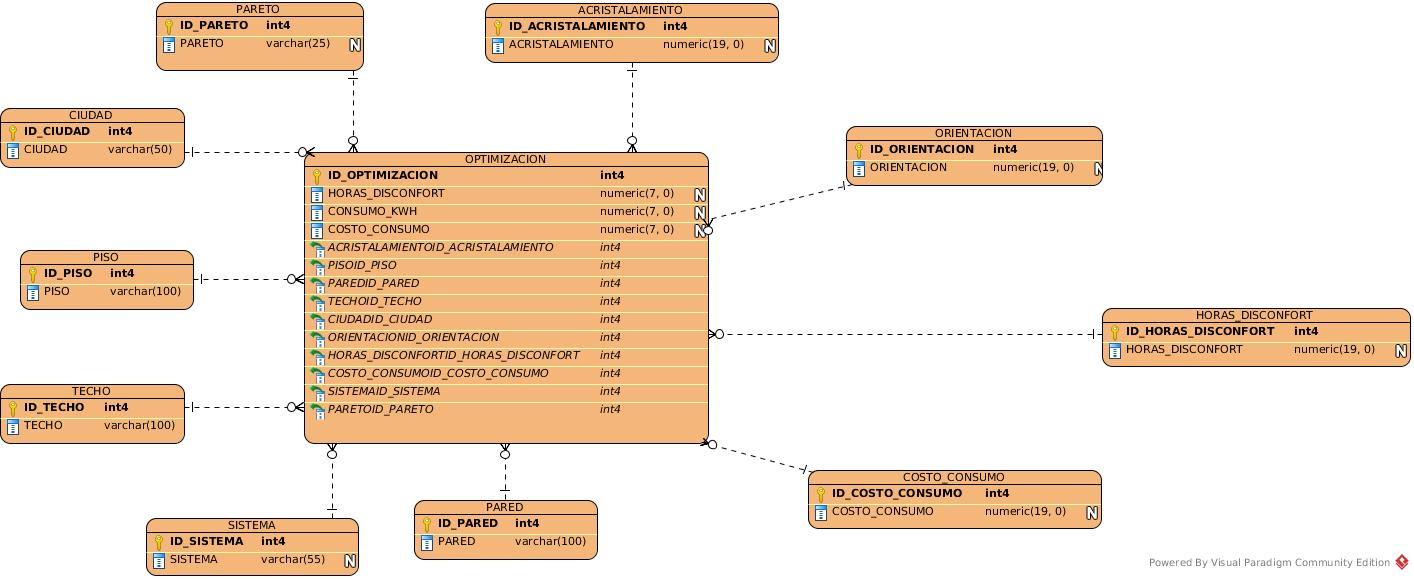 PARETO
ID_PARETO int4
PARETO varchar(25) N
ACRISTALAMIENTO
ID_ACRISTALAMIENTO int4
ACRISTALAMIENTO numeric(19, 0) N
CIUDAD
ID_CIUDAD int4
CIUDAD varchar(50)
ORIENTACION
ID_ORIENTACION int4
ORIENTACION numeric(19, 0) N
OPTIMIZACION
ID_OPTIMIZACION int4
HORAS_DISCONFORT numeric(7, 0) N
CONSUMO_KWH numeric(7, 0) N
COSTO_CONSUMO numeric(7, 0) N
ACRISTALAMIENTOID_ACRISTALAMIENTO int4
PISOID_PISO int4
PAREDID_PARED int4
TECHOID_TECHO int4
CIUDADID_CIUDAD int4
ORIENTACIONID_ORIENTACION int4
HORAS_DISCONFORTID_HORAS_DISCONFORT int4
COSTO_CONSUMOID_COSTO_CONSUMO int4
SISTEMAID_SISTEMA int4
PARETOID_PARETO int4
PISO
ID_PISO int4
PISO varchar(100)
HORAS_DISCONFORT
ID_HORAS_DISCONFORT int4
HORAS_DISCONFORT numeric(19, 0) N
TECHO
ID_TECHO int4
TECHO varchar(100)
COSTO_CONSUMO
ID_COSTO_CONSUMO int4
COSTO_CONSUMO numeric(19, 0) N
PARED
ID_PARED int4
PARED varchar(100)
SISTEMA
ID_SISTEMA int4
SISTEMA varchar(55) N
Powered By Visual Paradigm Community Edition